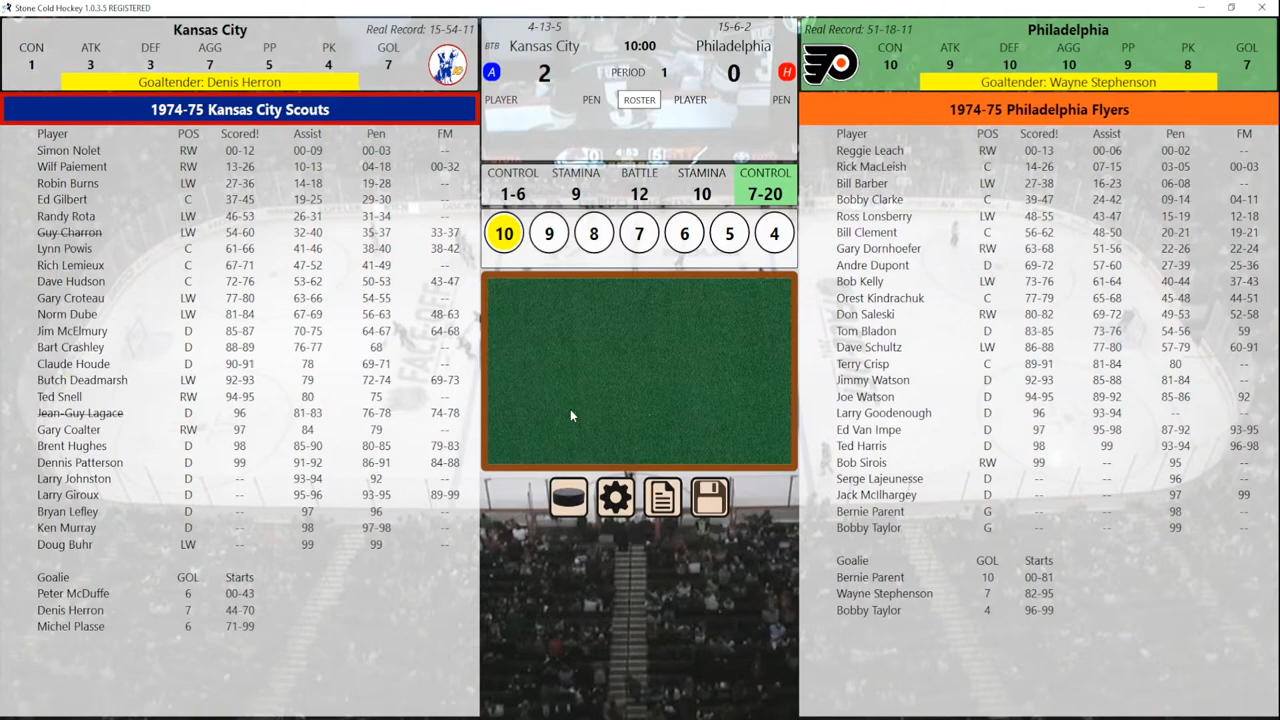 Stone Cold Hockey 1.0.3.5 REGISTERED
Kansas City Real Record: 15-54-11
CON ATK DEF AGG PP PK GOL
1 3 3 6 5 4 7
Goaltender: Denis Herron
4-13-5 15-6-2
BTB Kansas City 10:00 Philadelphia
A 2 PERIOD 1 0 H
PLAYER PEN ROSTER PLAYER PEN
Real Record: 51-18-11 Philadelphia
CON ATK DEF AGG PP PK GOL
10 9 10 10 9 8 7
Goaltender: Wayne Stephenson
CONTROL STAMINA BATTLE STAMINA CONTROL
1-6 9 12 10 7-20
10 9 8 7 6 5 4
1974-75 Kansas City Scouts
Player POS Scored! Assist Pen FM
Simon Nolet RW 00-12 00-09 00-03 --
Wilf Paiement RW 13-26 10-13 04-18 00-32
Robin Burns LW 27-36 14-18 19-28 --
Ed Gilbert C 37-45 19-25 29-30 --
Randy Rota LW 46-53 26-31 31-34 --
Guy Charron C 54-60 32-40 35-37 33-37
Lynn Powis C 61-66 41-46 38-40 38-42
Rich Lemieux C 67-71 47-52 41-49 --
Dave Hudson C 72-76 53-62 50-53 43-47
Gary Croteau LW 77-80 63-66 54-55 --
Norm Dube LW 81-84 67-69 56-63 48-63
Jim McElmury D 85-87 70-75 64-67 64-68
Bart Crashley D 88-89 76-77 68 --
Claude Houde D 90-91 78 69-71 --
Butch Deadmarsh LW 92-93 79 72-74 69-73
Ted Snell RW 94-95 80 75 --
Jean-Guy Lagace D 96 81-83 76-78 74-78
Gary Coalter RW 97 84 79 --
Brent Hughes D 98 85-90 80-85 79-83
Dennis Patterson D 99 91-92 86-91 84-88
Larry Johnston D -- 93-94 92 --
Larry Giroux D -- 95-96 93-95 89-99
Bryan Lefley D -- 97 96 --
Ken Murray D -- 98 97-98 --
Doug Buhr LW -- 99 99 --
Goalie GOL Starts
Peter McDuffe 6 00-43
Denis Herron 7 44-70
Michel Plasse 6 71-99
1974-75 Philadelphia Flyers
Player POS Scored! Assist Pen FM
Reggie Leach RW 00-13 00-06 00-02 --
Rick MacLeish C 14-26 07-15 03-05 00-03
Bill Barber LW 27-38 16-23 06-08 --
Bobby Clarke C 39-47 24-42 09-14 04-11
Ross Lonsberry LW 48-55 43-47 15-19 12-18
Bill Clement C 56-62 48-50 20-21 19-21
Gary Dornhoefer RW 63-68 51-56 22-26 22-24
Andre Dupont D 69-72 57-60 27-39 25-36
Bob Kelly LW 73-76 61-64 40-44 37-43
Orest Kindrachuk C 77-79 65-68 45-48 44-51
Don Saleski RW 80-82 69-72 49-53 52-58
Tom Bladon D 83-85 73-76 54-56 59
Dave Schultz LW 86-88 77-80 57-79 60-91
Terry Crisp C 89-91 81-84 80 --
Jimmy Watson D 92-93 85-88 81-84 --
Joe Watson D 94-95 89-92 85-86 92
Larry Goodenough D 96 93-94 -- --
Ed Van Impe D 97 95-98 87-92 93-95
Ted Harris D 98 99 93-94 96-98
Bob Sirois RW 99 -- 95 --
Serge Lajeunesse D -- -- 96 --
Jack McIlhargey D -- -- 97 99
Bernie Parent G -- -- 98 --
Bobby Taylor G -- -- 99 --
Goalie GOL Starts
Bernie Parent 10 00-81
Wayne Stephenson 7 82-95
Bobby Taylor 4 96-99